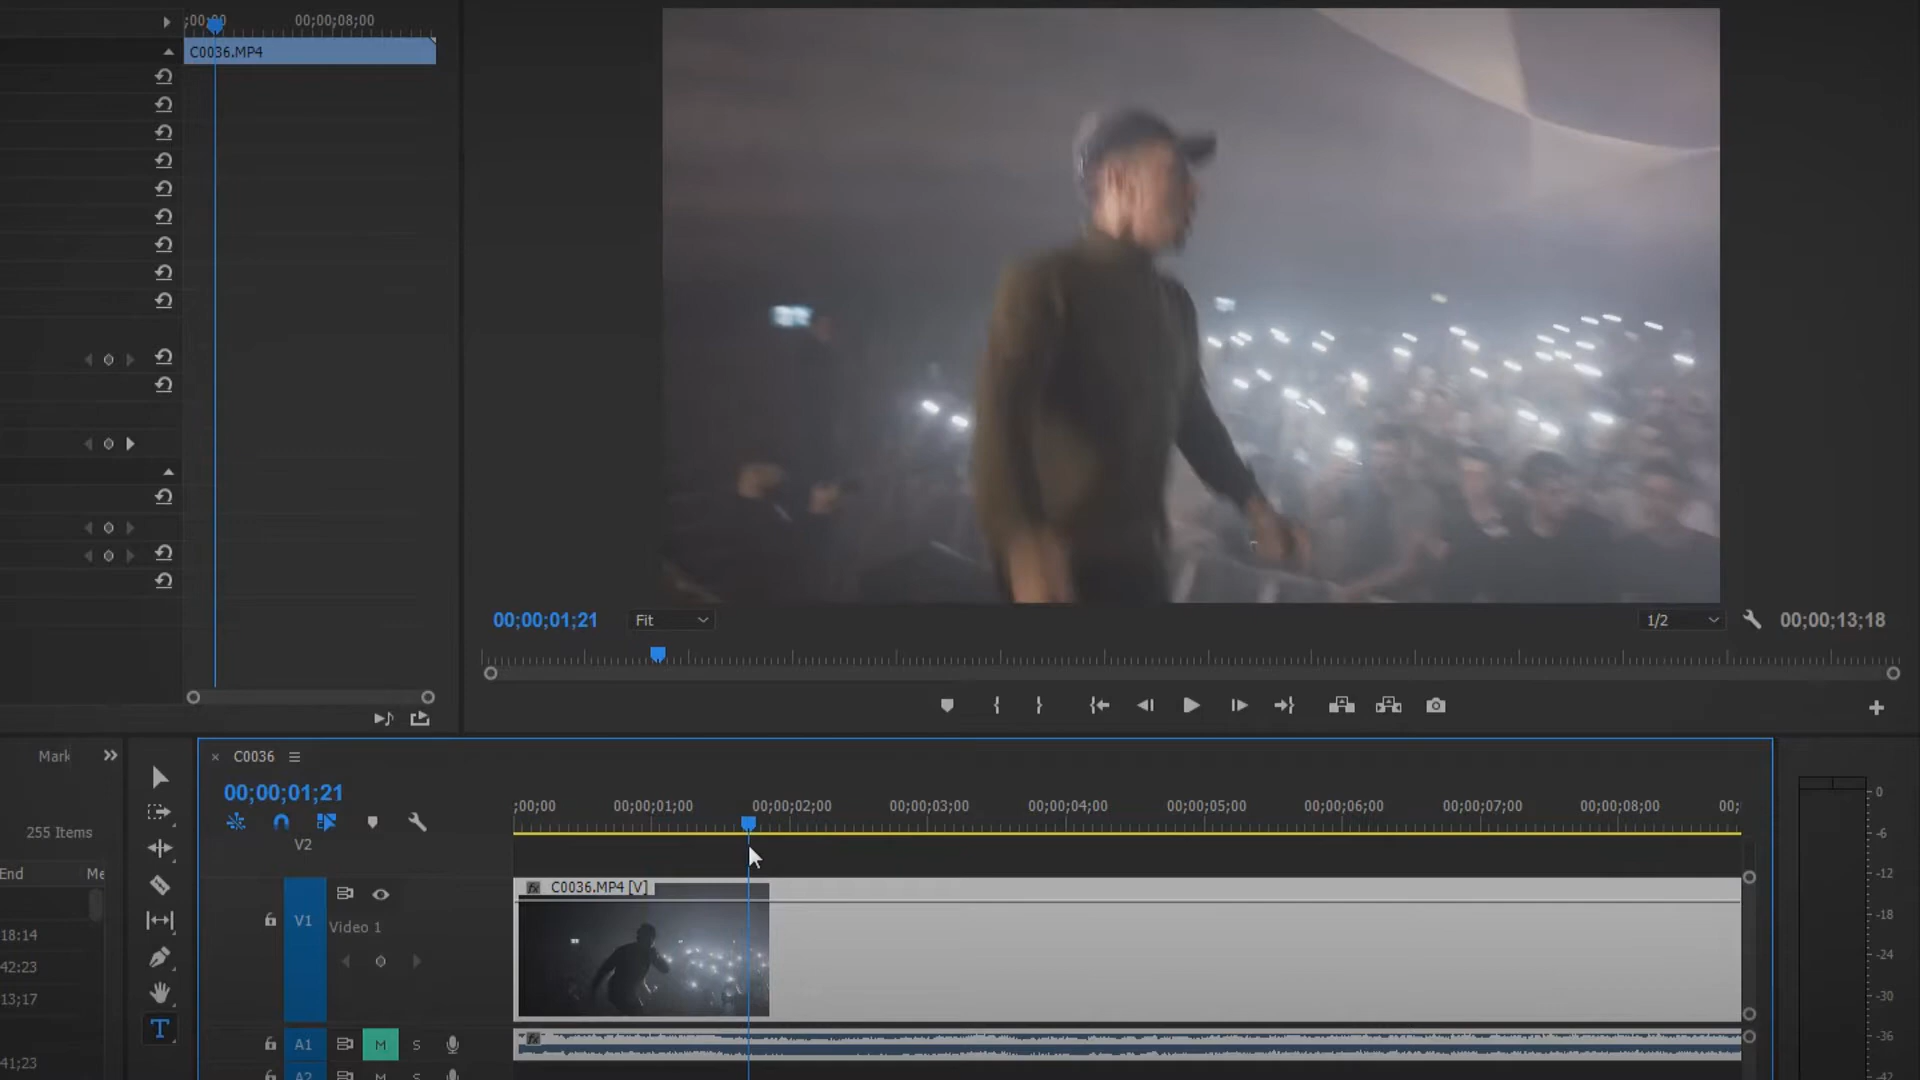 ;00;00 00;00;08;00
C0036.MP4
00;00;01;21 Fit 1/2 00;00;13;18
Mark
C0036
00;00;01;21
;00;00 00;00;01;00 00;00;02;00 00;00;03;00 00;00;04;00 00;00;05;00 00;00;06;00 00;00;07;00 00;00;08;00 00;
255 Items
V2
End Me
fx C0036.MP4 [V]
V1 Video 1
18:14
42:23
13;17
T
41;23
A1 M S fx
A2 M S
0
-6
-12
-18
-24
-30
-36
-42